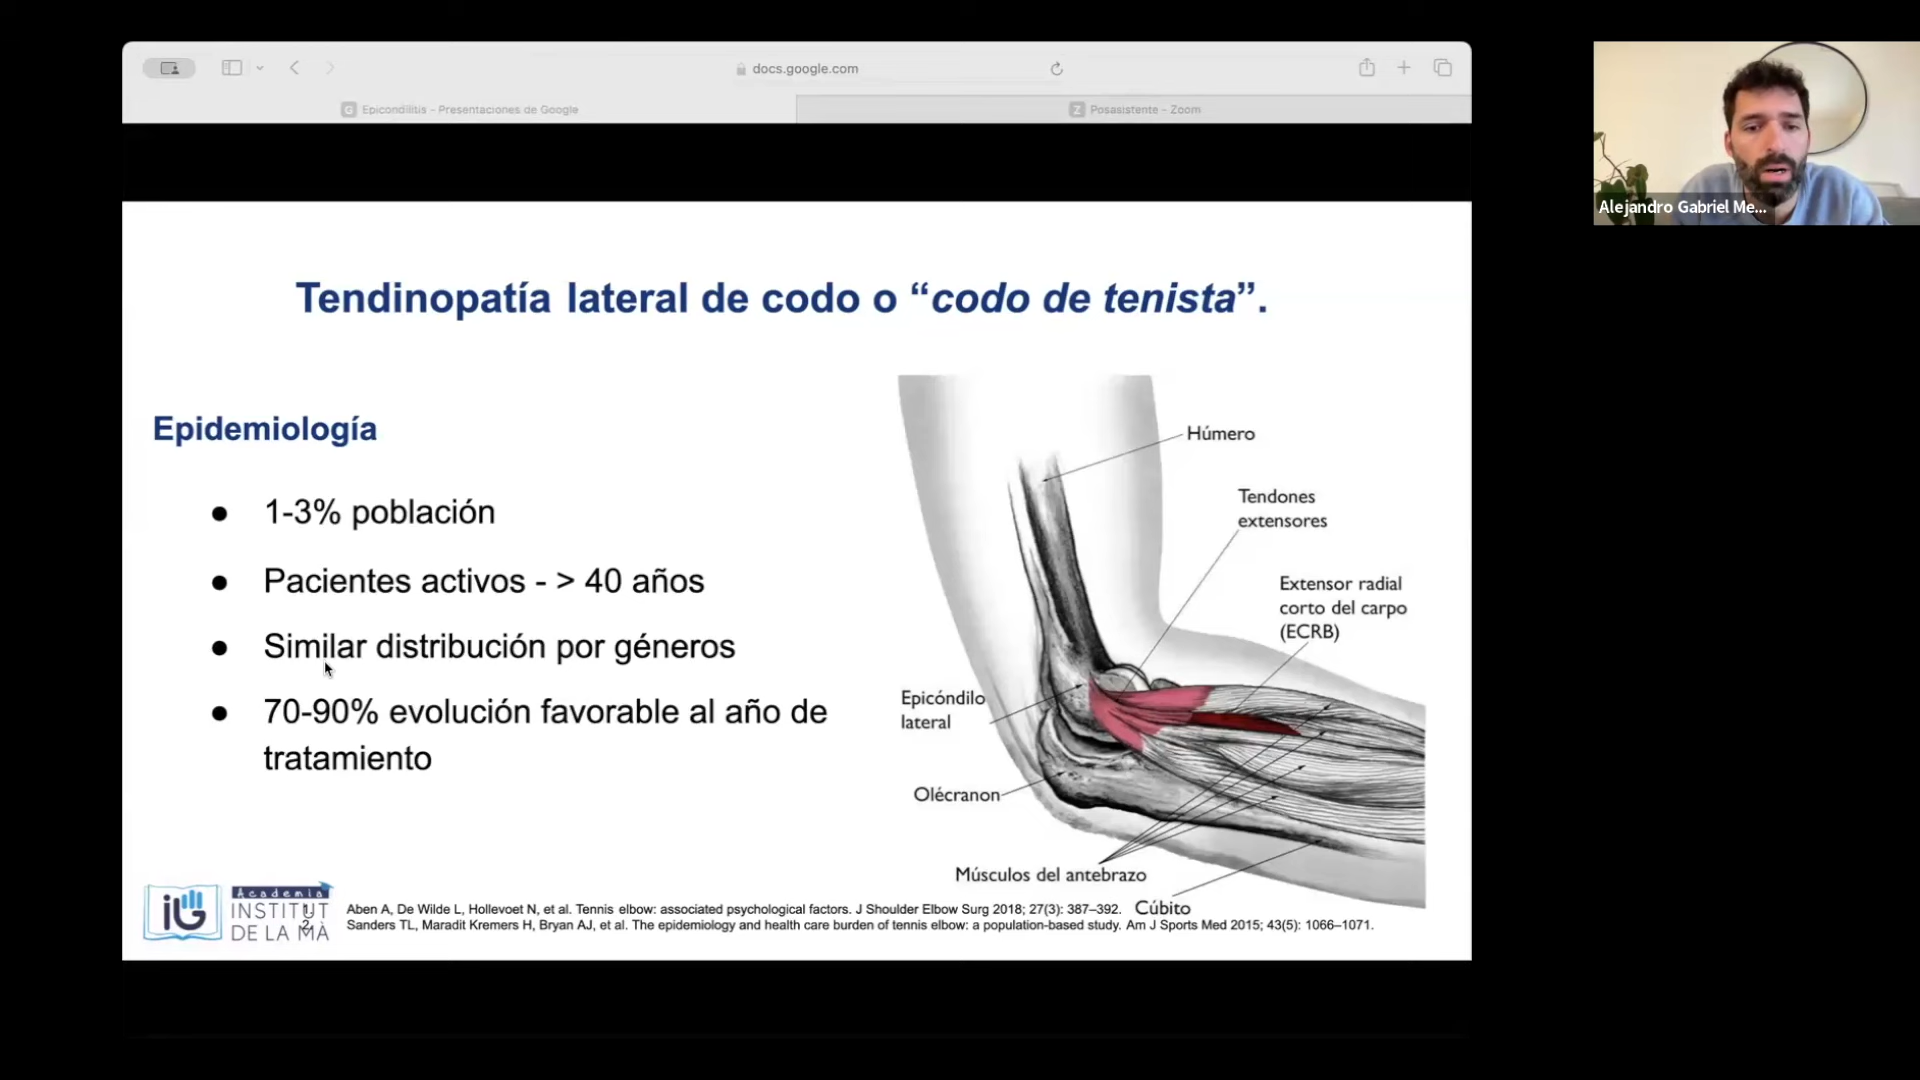 docs.google.com
Epicondilitis - Presentaciones de Google
Posasistente - Zoom
Alejandro Gabriel Me...
Tendinopatía lateral de codo o “codo de tenista”.
Epidemiología
● 1-3% población
● Pacientes activos - > 40 años
● Similar distribución por géneros
● 70-90% evolución favorable al año de
tratamiento
Húmero
Tendones
extensores
Extensor radial
corto del carpo
(ECRB)
Epicóndilo
lateral
Olécranon
Músculos del antebrazo
Cúbito
Academia
INSTITUT
DE LA MÀ
Aben A, De Wilde L, Hollevoet N, et al. Tennis elbow: associated psychological factors. J Shoulder Elbow Surg 2018; 27(3): 387–392.
Sanders TL, Maradit Kremers H, Bryan AJ, et al. The epidemiology and health care burden of tennis elbow: a population-based study. Am J Sports Med 2015; 43(5): 1066–1071.